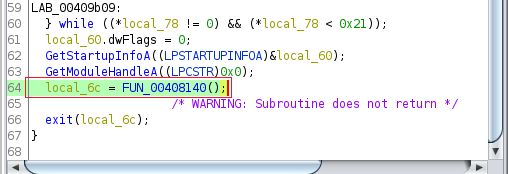 59 LAB_00409b09:
60 } while ((*local_78 != 0) && (*local_78 < 0x21));
61 local_60.dwFlags = 0;
62 GetStartupInfoA((LPSTARTUPINFOA)&local_60);
63 GetModuleHandleA((LPCSTR)0x0);
64 local_6c = FUN_00408140();
65 /* WARNING: Subroutine does not return */
66 exit(local_6c);
67 }
68